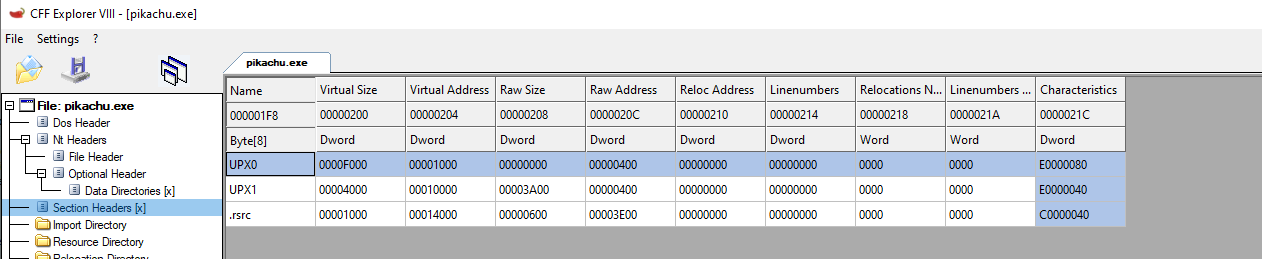 CFF Explorer VIII - [pikachu.exe]
File Settings ?
pikachu.exe
File: pikachu.exe
Dos Header
Nt Headers
File Header
Optional Header
Data Directories [x]
Section Headers [x]
Import Directory
Resource Directory
Relocation Directory
Name Virtual Size Virtual Address Raw Size Raw Address Reloc Address Linenumbers Relocations N... Linenumbers ... Characteristics
000001F8 00000200 00000204 00000208 0000020C 00000210 00000214 00000218 0000021A 0000021C
Byte[8] Dword Dword Dword Dword Dword Dword Word Word Dword
UPX0 0000F000 00001000 00000000 00000400 00000000 00000000 0000 0000 E0000080
UPX1 00004000 00010000 00003A00 00000400 00000000 00000000 0000 0000 E0000040
.rsrc 00001000 00014000 00000600 00003E00 00000000 00000000 0000 0000 C0000040